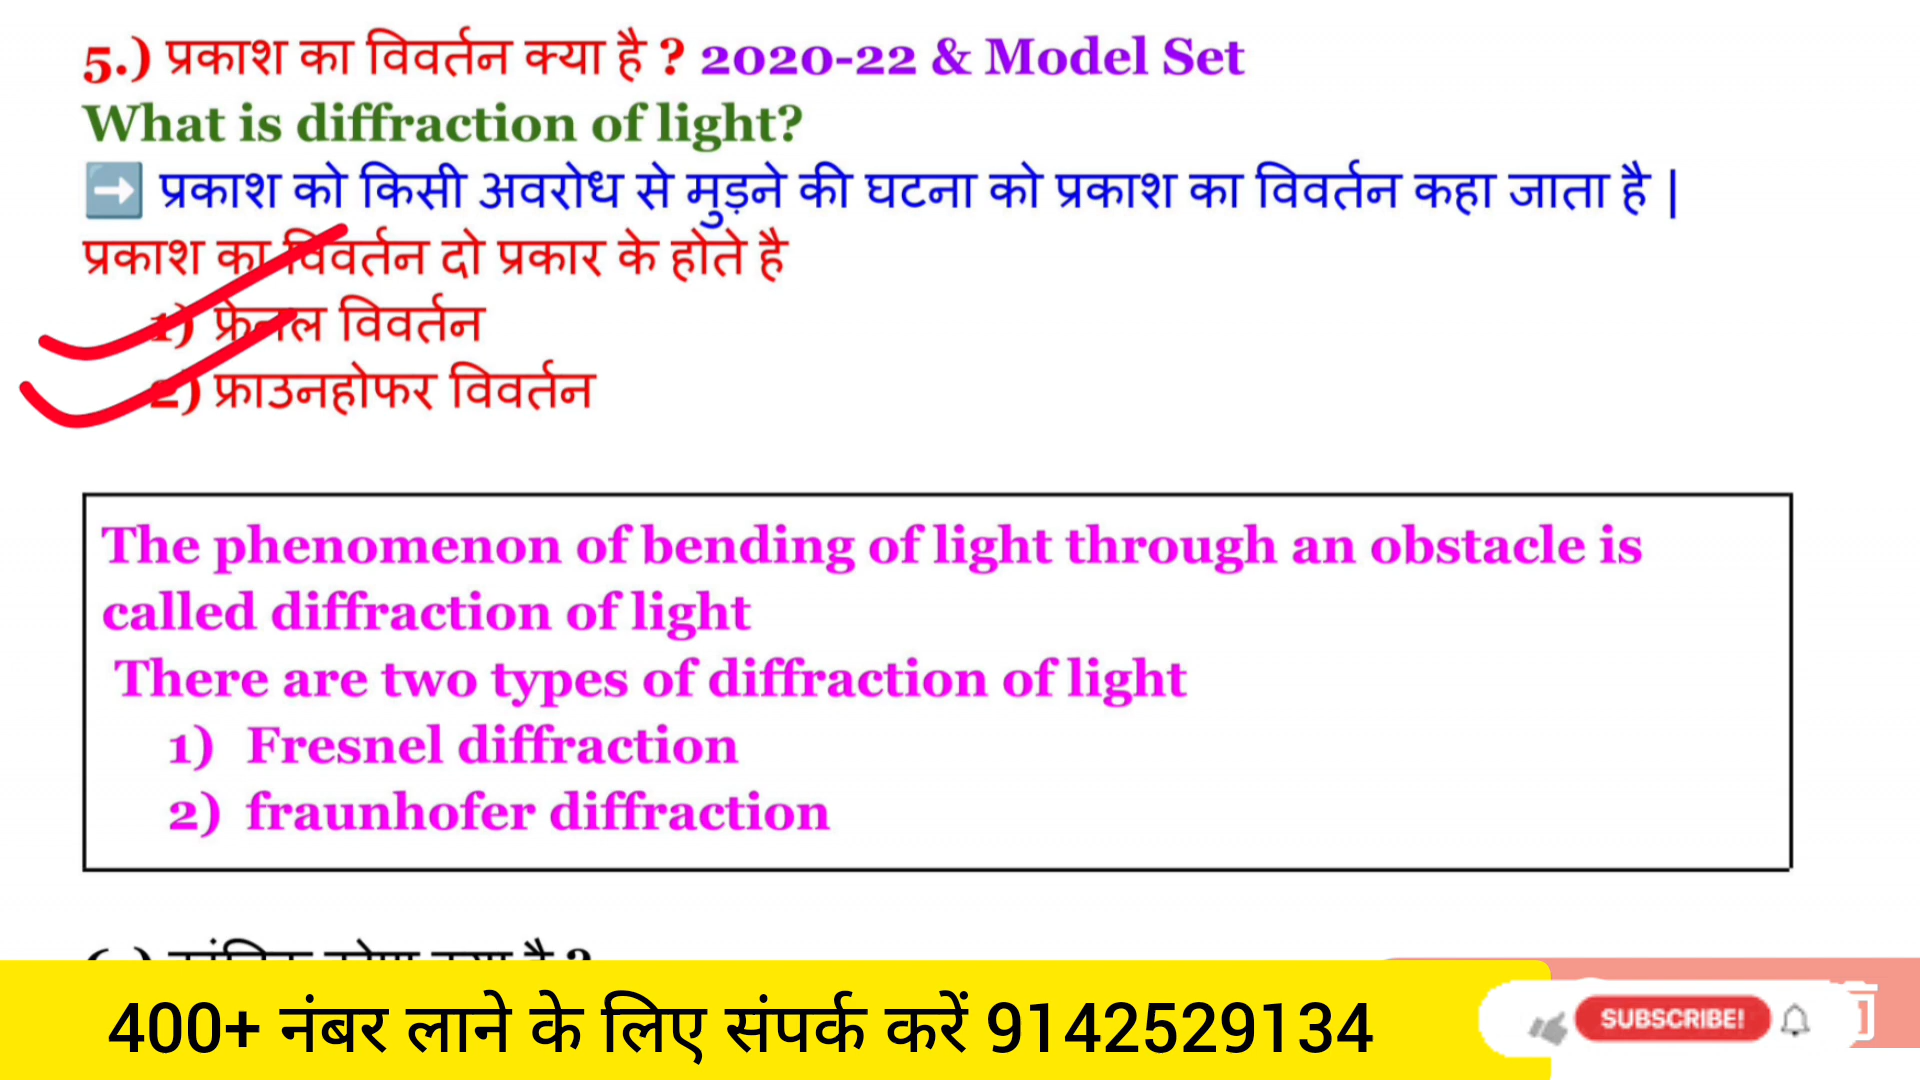 5.) प्रकाश का विवर्तन क्या है ? 2020-22 & Model Set
What is diffraction of light?
➡ प्रकाश को किसी अवरोध से मुड़ने की घटना को प्रकाश का विवर्तन कहा जाता है |
प्रकाश का विवर्तन दो प्रकार के होते है
1) फ्रेनल विवर्तन
2) फ्राउनहोफर विवर्तन
The phenomenon of bending of light through an obstacle is
called diffraction of light
There are two types of diffraction of light
1) Fresnel diffraction
2) fraunhofer diffraction
क्या है ?
400+ नंबर लाने के लिए संपर्क करें 9142529134
SUBSCRIBE!